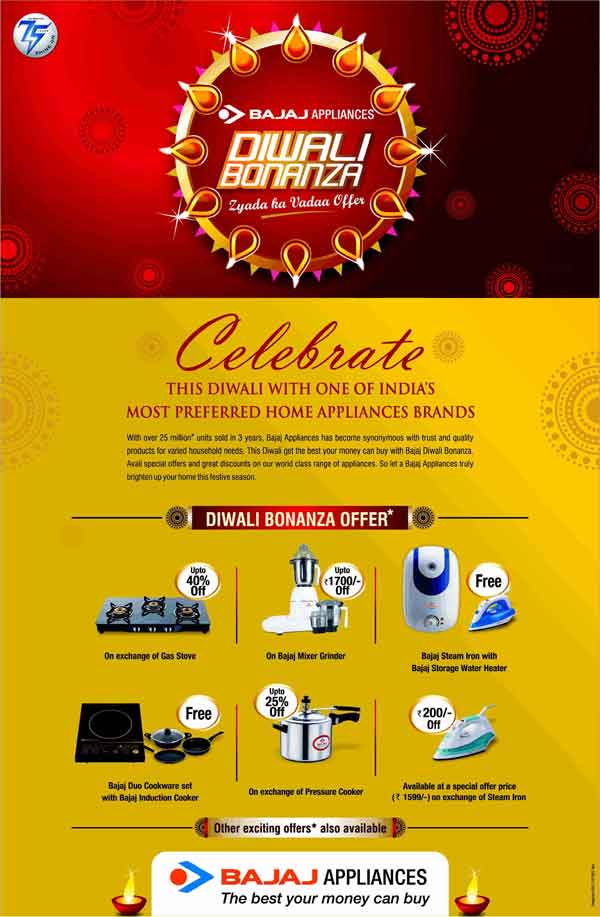 75
SHINE ON
BAJAJ APPLIANCES
DIWALI
BONANZA
Zyada ka Vadaa Offer
Celebrate
THIS DIWALI WITH ONE OF INDIA'S
MOST PREFERRED HOME APPLIANCES BRANDS
With over 25 million* units sold in 3 years, Bajaj Appliances has become synonymous with trust and quality
products for varied household needs. This Diwali get the best your money can buy with Bajaj Diwali Bonanza.
Avail special offers and great discounts on our world class range of appliances. So let a Bajaj Appliances truly
brighten up your home this festive season.
DIWALI BONANZA OFFER*
Upto
40%
Off
On exchange of Gas Stove
Upto
₹1700/-
Off
On Bajaj Mixer Grinder
Free
Bajaj Steam Iron with
Bajaj Storage Water Heater
Free
Bajaj Duo Cookware set
with Bajaj Induction Cooker
Upto
25%
Off
On exchange of Pressure Cooker
₹200/-
Off
Available at a special offer price
(₹ 1599/-) on exchange of Steam Iron
Other exciting offers* also available
BAJAJ APPLIANCES
The best your money can buy